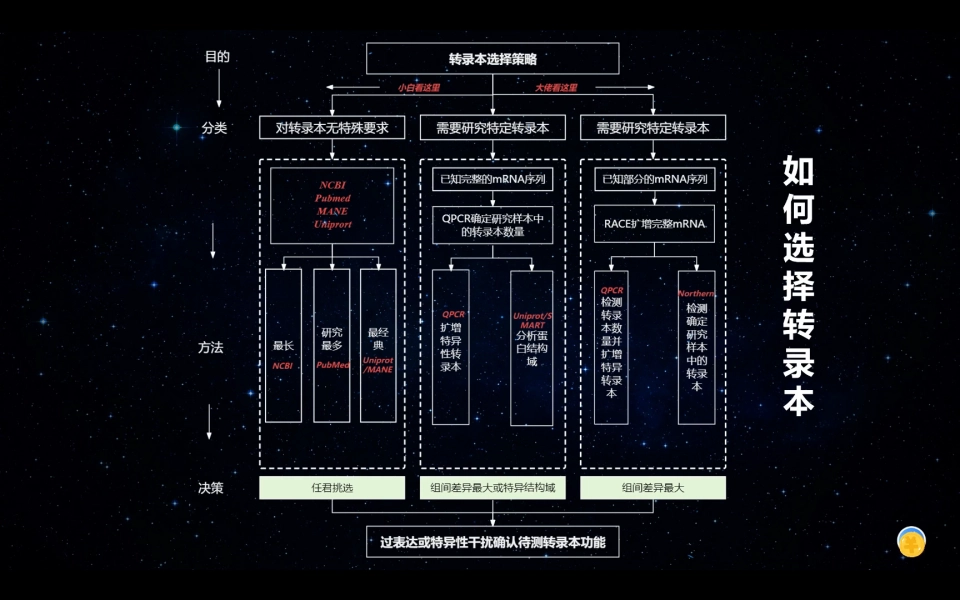 目的
转录本选择策略
小白看这里
大佬看这里
分类
对转录本无特殊要求
需要研究特定转录本
需要研究特定转录本
NCBI
Pubmed
MANE
Uniprort
已知完整的mRNA序列
QPCR确定研究样本中
的转录本数量
已知部分的mRNA序列
RACE扩增完整mRNA
方法
最长
NCBI
研究
最多
PubMed
最经
典
Uniprot
/MANE
QPCR
扩增
特异
性转
录本
Uniprot/S
MART
分析蛋
白结构
域
QPCR
检测
转录
本数
量并
扩增
特异
转录
本
Northern
检测
确定
研究
样本
中的
转录
本
决策
任君挑选
组间差异最大或特异结构域
组间差异最大
过表达或特异性干扰确认待测转录本功能
如何选择转录本